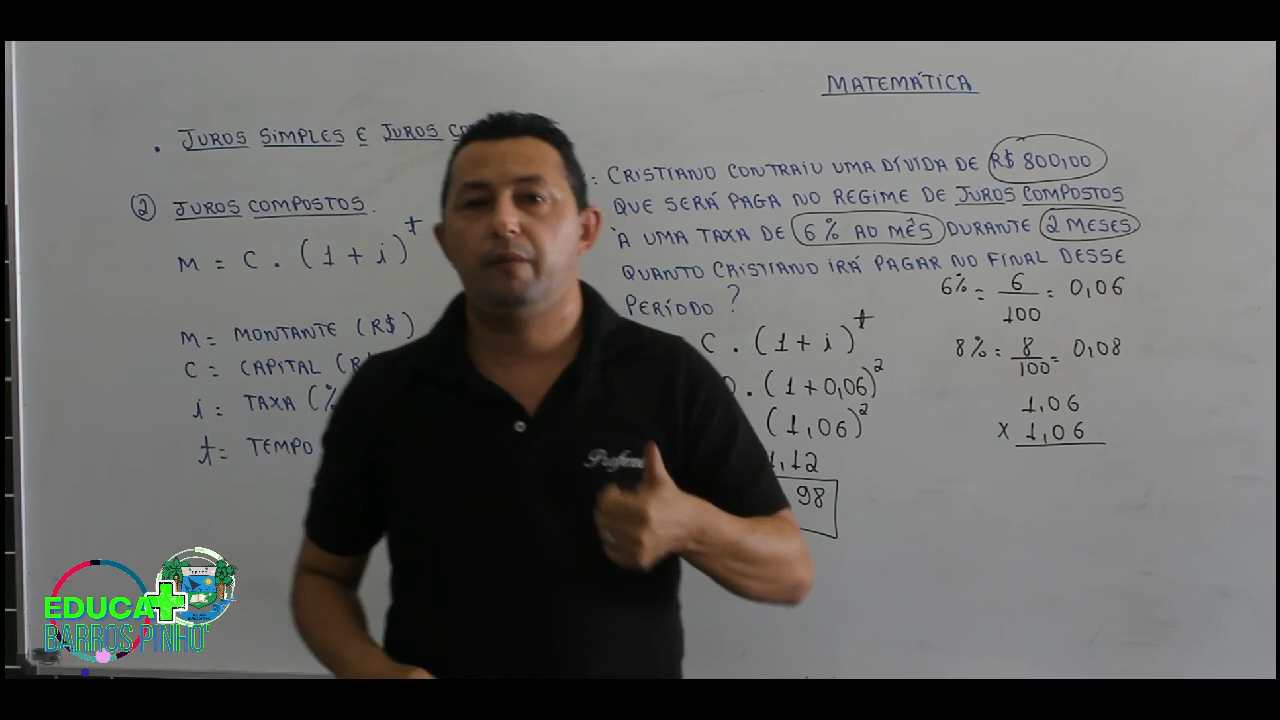 MATEMÁTICA
. JUROS SIMPLES E JUROS
② JUROS COMPOSTOS.
M = C . (1 + i)^t
M = MONTANTE (R$)
C = CAPITAL (R$
i = TAXA (%
t = TEMPO
: CRISTIANO CONTRAIU UMA DÍVIDA DE R$ 800,00
QUE SERÁ PAGA NO REGIME DE JUROS COMPOSTOS
À UMA TAXA DE 6% AO MÊS DURANTE 2 MESES
QUANTO CRISTIANO IRÁ PAGAR NO FINAL DESSE
PERÍODO ?
C . (1 + i)^t
. (1 + 0,06)^2
(1,06)^2
1,12
98
6% = 6/100 = 0,06
8% = 8/100 = 0,08
1,06
X 1,06
EDUCA+
BARROS PINHO